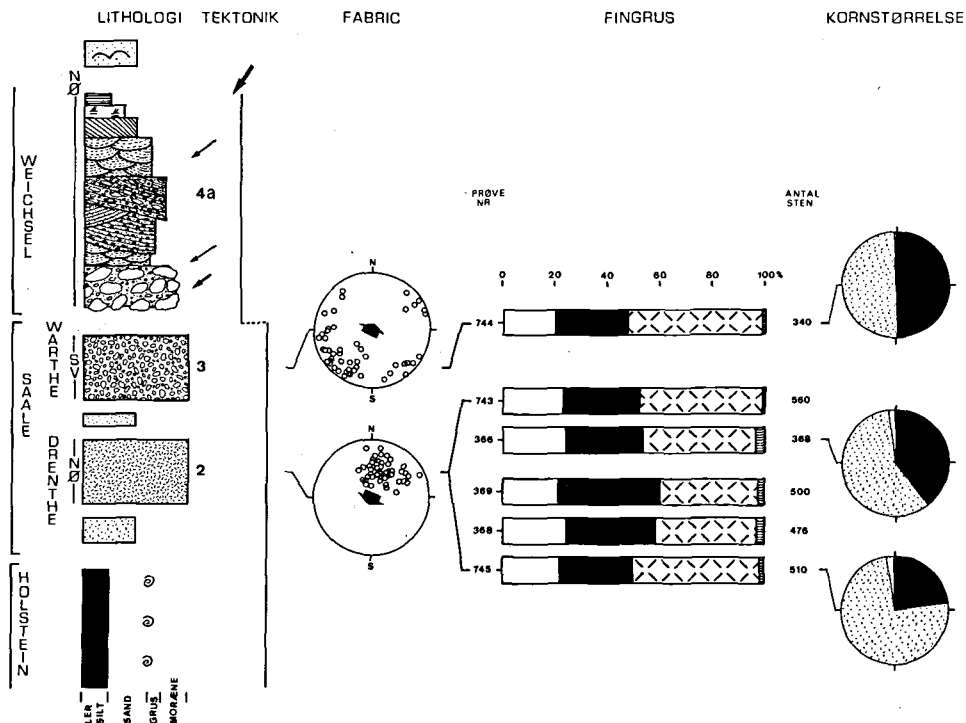 LITHOLOGI TEKTONIK FABRIC FINGRUS KORNSTØRRELSE
NØ
WEICHSEL
4a
PRØVE
NR
ANTAL
STEN
0 20 40 60 80 100%
N
S
744
340
SAALE
WARTHE
SV
3
743
560
366
368
DRENTHE
NØ
2
N
S
369
500
368
476
745
510
HOLSTEIN
LER
SILT
SAND
GRUS
MORÆNE